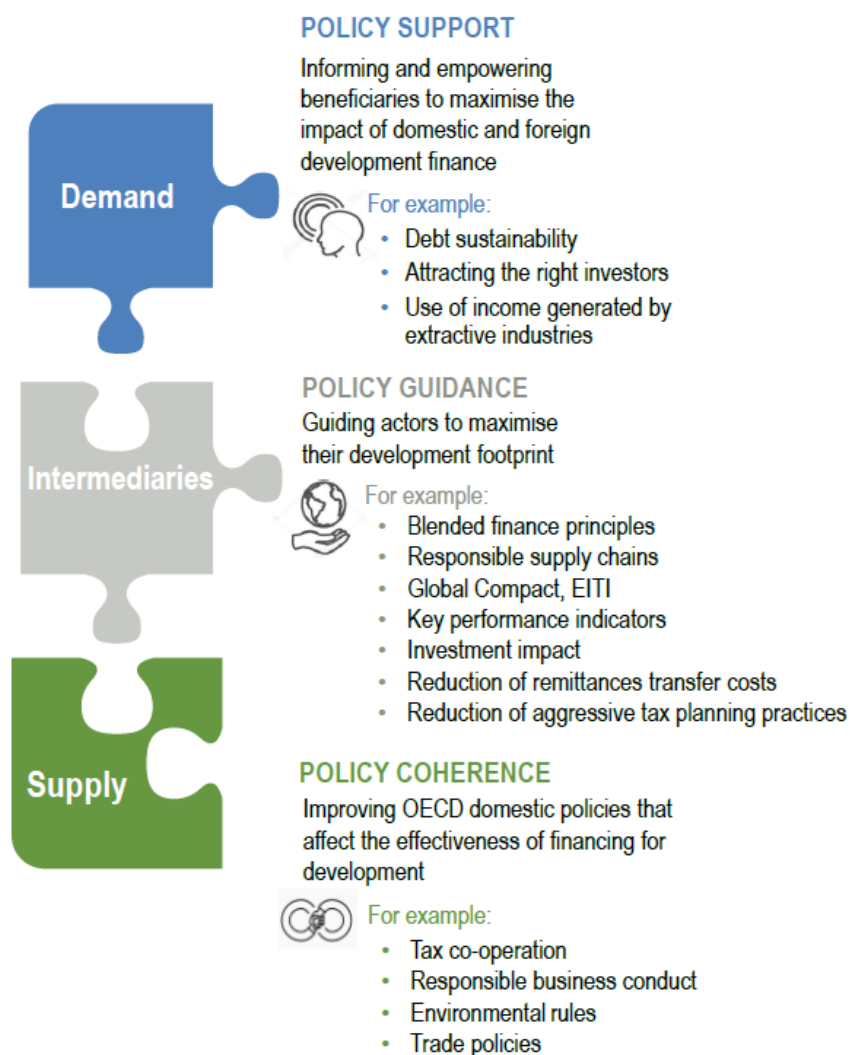 POLICY SUPPORT
Informing and empowering
beneficiaries to maximise the
impact of domestic and foreign
development finance
Demand
For example:
• Debt sustainability
• Attracting the right investors
• Use of income generated by
extractive industries
POLICY GUIDANCE
Guiding actors to maximise
their development footprint
Intermediaries
For example:
• Blended finance principles
• Responsible supply chains
• Global Compact, EITI
• Key performance indicators
• Investment impact
• Reduction of remittances transfer costs
• Reduction of aggressive tax planning practices
Supply
POLICY COHERENCE
Improving OECD domestic policies that
affect the effectiveness of financing for
development
For example:
• Tax co-operation
• Responsible business conduct
• Environmental rules
• Trade policies